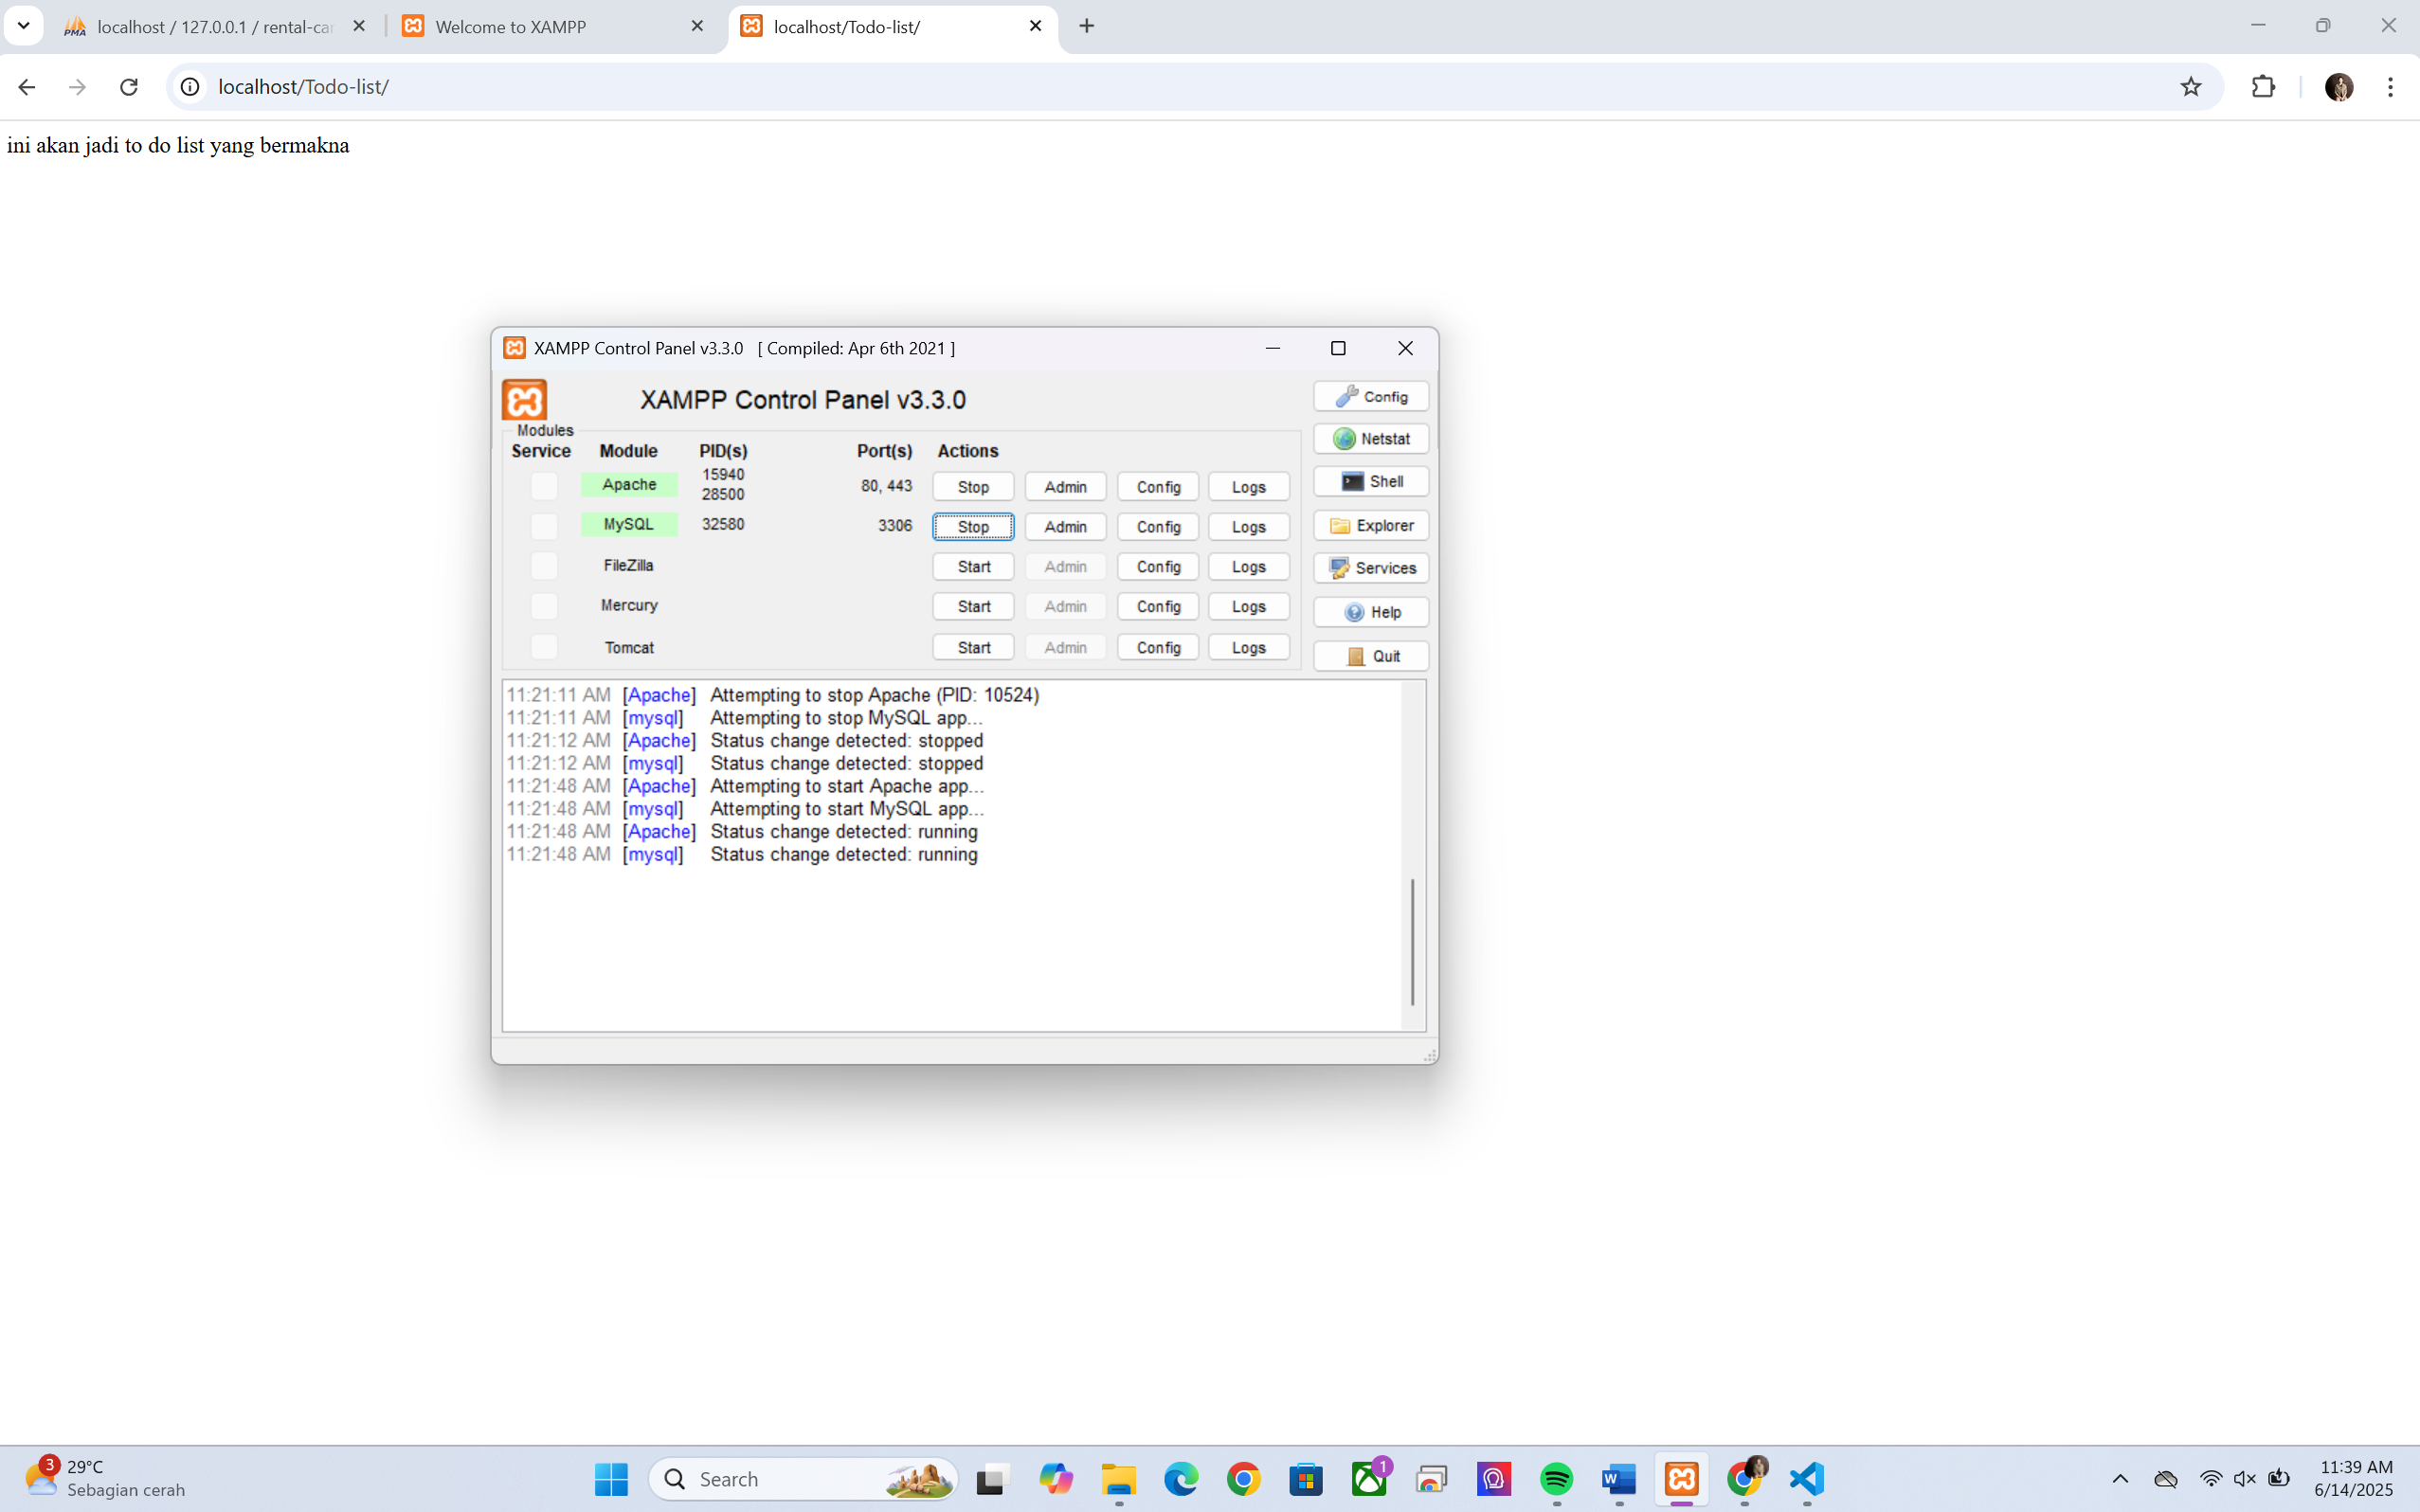 localhost / 127.0.0.1 / rental-car
Welcome to XAMPP
localhost/Todo-list/
localhost/Todo-list/
ini akan jadi to do list yang bermakna
XAMPP Control Panel v3.3.0 [ Compiled: Apr 6th 2021 ]
XAMPP Control Panel v3.3.0
Config
Modules
Netstat
Service Module PID(s) Port(s) Actions
Apache 15940 28500 80, 443 Stop Admin Config Logs
Shell
MySQL 32580 3306 Stop Admin Config Logs
Explorer
FileZilla Start Admin Config Logs
Services
Mercury Start Admin Config Logs
Help
Tomcat Start Admin Config Logs
Quit
11:21:11 AM [Apache] Attempting to stop Apache (PID: 10524)
11:21:11 AM [mysql] Attempting to stop MySQL app...
11:21:12 AM [Apache] Status change detected: stopped
11:21:12 AM [mysql] Status change detected: stopped
11:21:48 AM [Apache] Attempting to start Apache app...
11:21:48 AM [mysql] Attempting to start MySQL app...
11:21:48 AM [Apache] Status change detected: running
11:21:48 AM [mysql] Status change detected: running
3
29°C
Sebagian cerah
Search
1
11:39 AM
6/14/2025